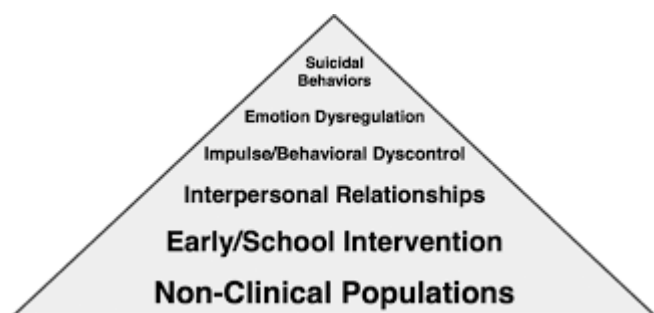 Suicidal
Behaviors
Emotion Dysregulation
Impulse/Behavioral Dyscontrol
Interpersonal Relationships
Early/School Intervention
Non-Clinical Populations